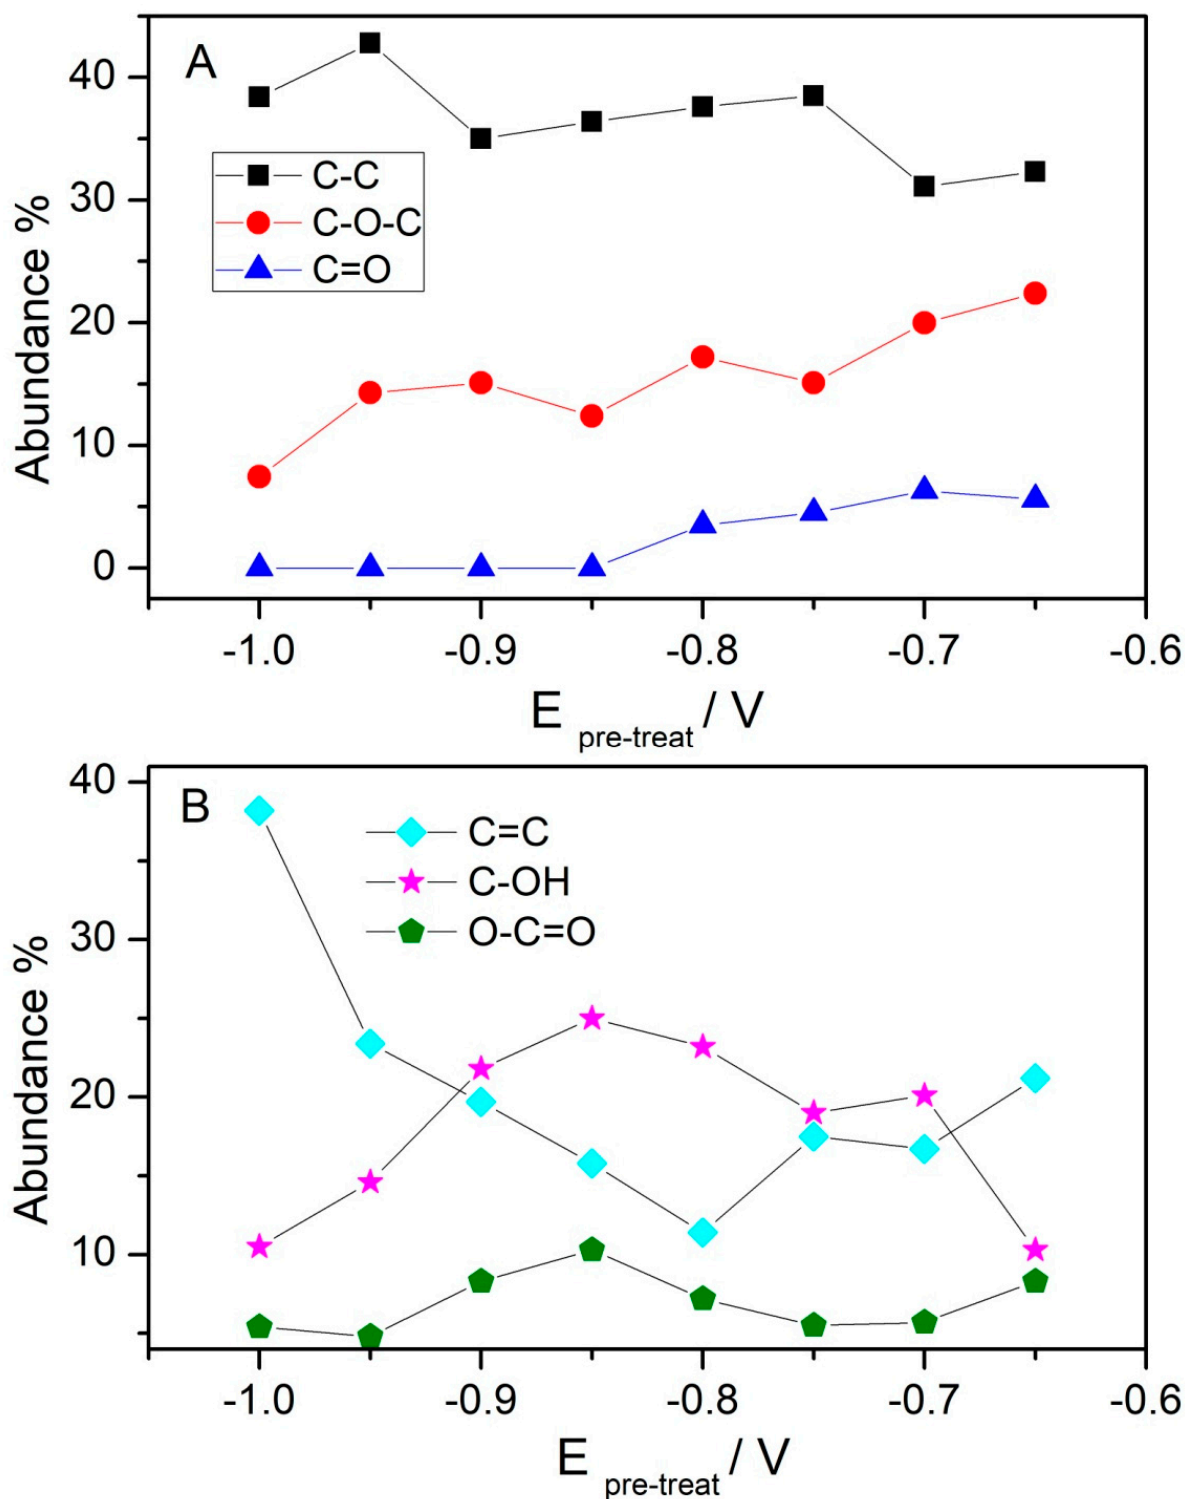 A
40
30
20
10
0
Abundance %
C-C
C-O-C
C=O
-1.0 -0.9 -0.8 -0.7 -0.6
E pre-treat / V
B
40
30
20
10
Abundance %
C=C
C-OH
O-C=O
-1.0 -0.9 -0.8 -0.7 -0.6
E pre-treat / V